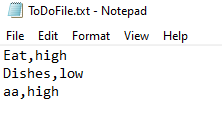 ToDoFile.txt - Notepad
File Edit Format View Help
Eat,high
Dishes,low
aa,high